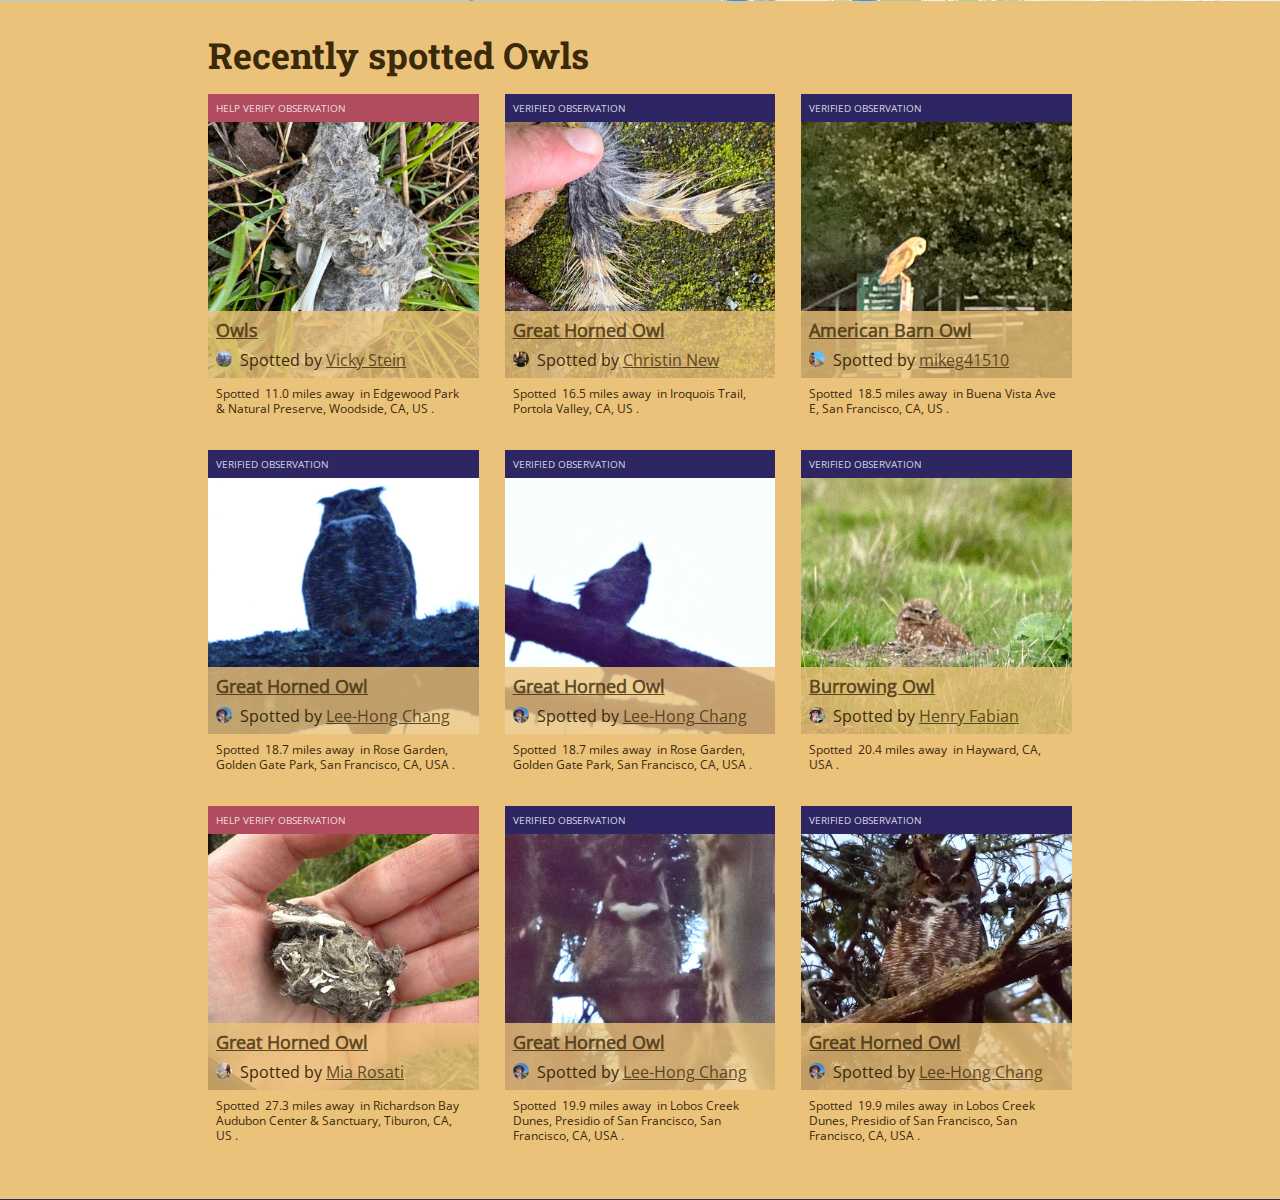 Recently spotted Owls
HELP VERIFY OBSERVATION
Owls
Spotted by Vicky Stein
Spotted 11.0 miles away in Edgewood Park
& Natural Preserve, Woodside, CA, US .
VERIFIED OBSERVATION
Great Horned Owl
Spotted by Christin New
Spotted 16.5 miles away in Iroquois Trail,
Portola Valley, CA, US .
VERIFIED OBSERVATION
American Barn Owl
Spotted by mikeg41510
Spotted 18.5 miles away in Buena Vista Ave
E, San Francisco, CA, US .
VERIFIED OBSERVATION
Great Horned Owl
Spotted by Lee-Hong Chang
Spotted 18.7 miles away in Rose Garden,
Golden Gate Park, San Francisco, CA, USA .
VERIFIED OBSERVATION
Great Horned Owl
Spotted by Lee-Hong Chang
Spotted 18.7 miles away in Rose Garden,
Golden Gate Park, San Francisco, CA, USA .
VERIFIED OBSERVATION
Burrowing Owl
Spotted by Henry Fabian
Spotted 20.4 miles away in Hayward, CA,
USA .
HELP VERIFY OBSERVATION
Great Horned Owl
Spotted by Mia Rosati
Spotted 27.3 miles away in Richardson Bay
Audubon Center & Sanctuary, Tiburon, CA,
US .
VERIFIED OBSERVATION
Great Horned Owl
Spotted by Lee-Hong Chang
Spotted 19.9 miles away in Lobos Creek
Dunes, Presidio of San Francisco, San
Francisco, CA, USA .
VERIFIED OBSERVATION
Great Horned Owl
Spotted by Lee-Hong Chang
Spotted 19.9 miles away in Lobos Creek
Dunes, Presidio of San Francisco, San
Francisco, CA, USA .